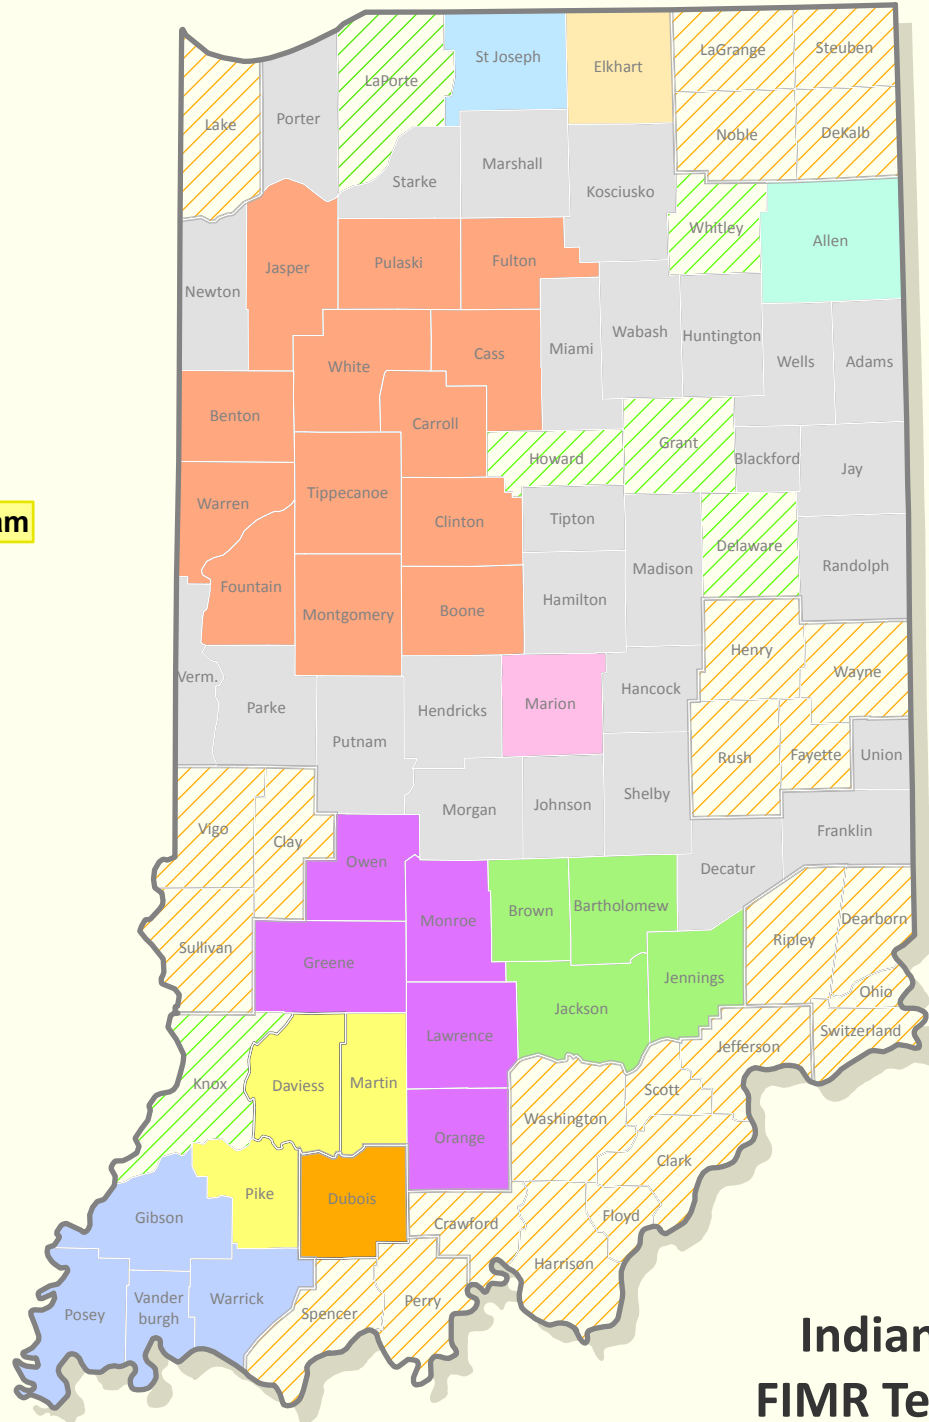 St Joseph
Elkhart
LaGrange
Steuben
LaPorte
Lake
Porter
Noble
DeKalb
Marshall
Starke
Kosciusko
Whitley
Allen
Jasper
Pulaski
Fulton
Newton
Wabash
Huntington
Miami
Cass
Wells
Adams
White
Benton
Carroll
Grant
Howard
Blackford
Jay
Tippecanoe
Warren
Clinton
Tipton
am
Delaware
Randolph
Madison
Fountain
Hamilton
Montgomery
Boone
Henry
Wayne
Verm.
Hancock
Parke
Hendricks
Marion
Putnam
Rush
Fayette
Union
Shelby
Johnson
Morgan
Vigo
Clay
Franklin
Owen
Decatur
Bartholomew
Brown
Monroe
Dearborn
Ripley
Sullivan
Greene
Jennings
Ohio
Jackson
Switzerland
Lawrence
Jefferson
Knox
Daviess
Martin
Scott
Washington
Orange
Clark
Pike
Dubois
Gibson
Floyd
Crawford
Harrison
Vander
burgh
Warrick
Perry
Posey
Spencer
Indian
FIMR Te